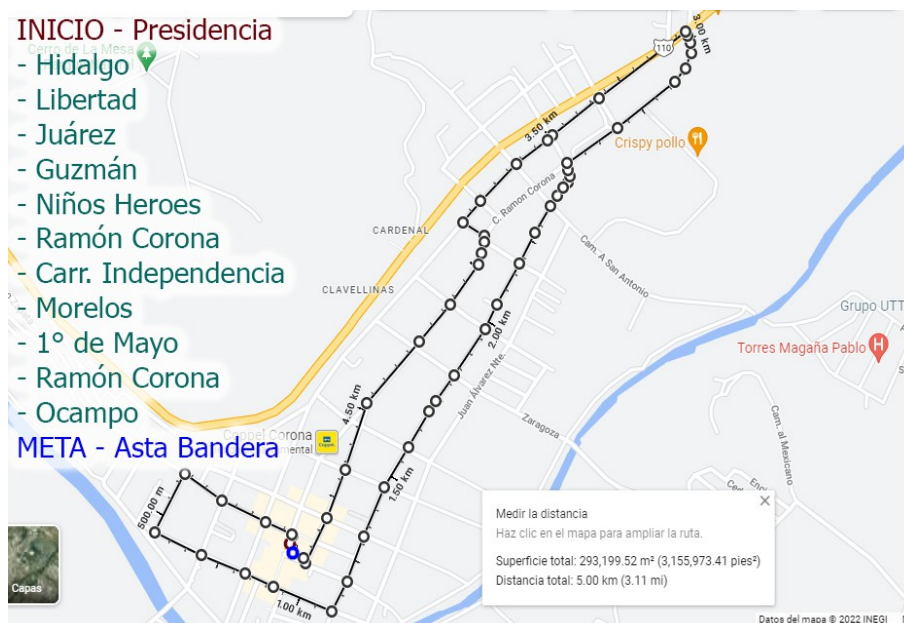 INICIO - Presidencia
Cerro de La Mesa
- Hidalgo
- Libertad
- Juárez
- Guzmán
- Niños Heroes
- Ramón Corona
- Carr. Independencia
- Morelos
- 1° de Mayo
- Ramón Corona
- Ocampo
META - Asta Bandera
110
3.00 km
3.50 km
Crispy pollo
C. Ramon Corona
CARDENAL
Cam. A San Antonio
CLAVELLINAS
Grupo UTT
2.00 km
Torres Magaña Pablo
Juan Álvarez Nte.
4.50 km
Zaragoza
Cam. al Mexicano
Coppel Corona
Coppel
1.50 km
500.00 m
1.00 km
Capas
Medir la distancia
Haz clic en el mapa para ampliar la ruta.
Superficie total: 293,199.52 m² (3,155,973.41 pies²)
Distancia total: 5.00 km (3.11 mi)
Datos del mapa © 2022 INEGI